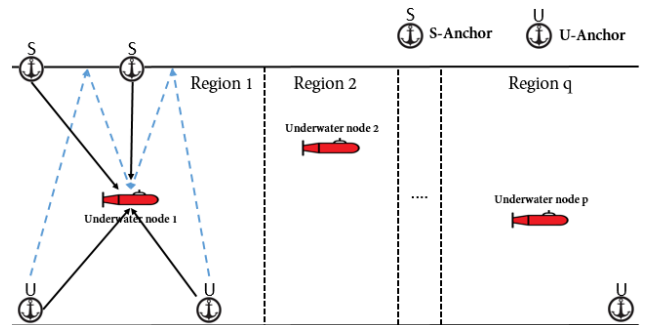 S
U
S-Anchor
U-Anchor
S
S
Region 1
Region 2
Region q
Underwater node 2
Underwater node 1
....
Underwater node p
U
U
U